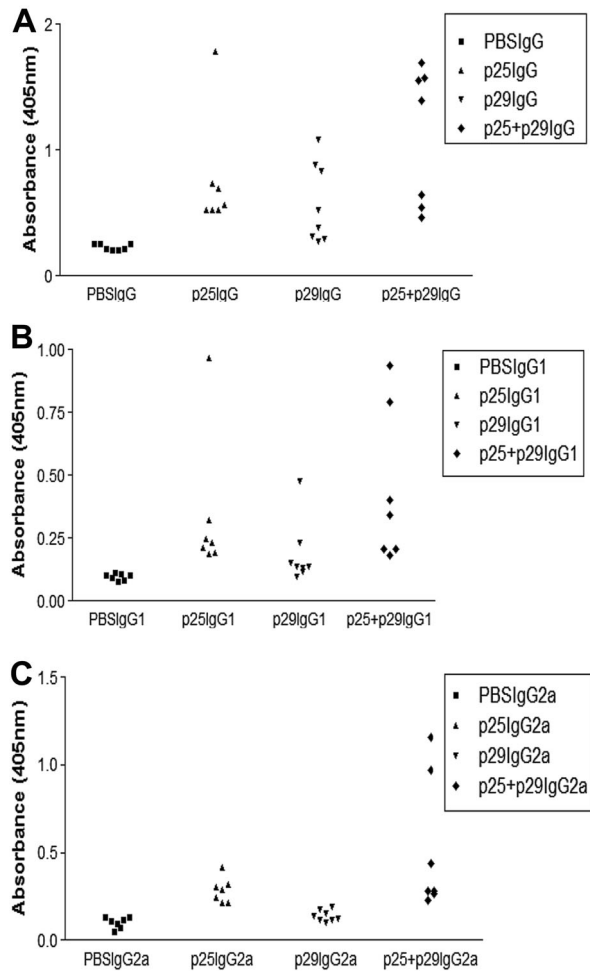 A
Absorbance (405nm)
2
1
0
PBSIgG p25IgG p29IgG p25+p29IgG
PBSIgG
p25IgG
p29IgG
p25+p29IgG
B
Absorbance (405nm)
1.00
0.75
0.50
0.25
0.00
PBSIgG1 p25IgG1 p29IgG1 p25+p29IgG1
PBSIgG1
p25IgG1
p29IgG1
p25+p29IgG1
C
Absorbance (405nm)
1.5
1.0
0.5
0.0
PBSIgG2a p25IgG2a p29IgG2a p25+p29IgG2a
PBSIgG2a
p25IgG2a
p29IgG2a
p25+p29IgG2a